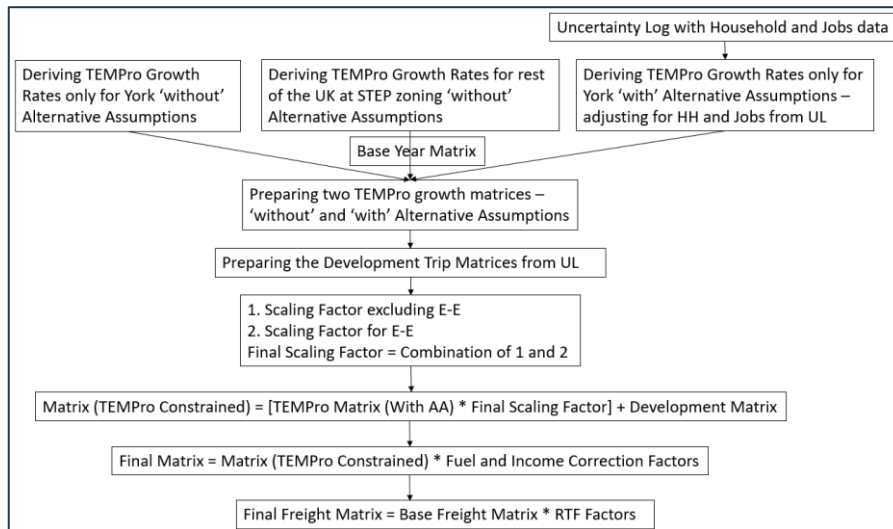 Uncertainty Log with Household and Jobs data
Deriving TEMPro Growth
Rates only for York ‘without’
Alternative Assumptions
Deriving TEMPro Growth Rates for rest
of the UK at STEP zoning ‘without’
Alternative Assumptions
Deriving TEMPro Growth Rates only for
York ‘with’ Alternative Assumptions –
adjusting for HH and Jobs from UL
Base Year Matrix
Preparing two TEMPro growth matrices –
‘without’ and ‘with’ Alternative Assumptions
Preparing the Development Trip Matrices from UL
1. Scaling Factor excluding E-E
2. Scaling Factor for E-E
Final Scaling Factor = Combination of 1 and 2
Matrix (TEMPro Constrained) = [TEMPro Matrix (With AA) * Final Scaling Factor] + Development Matrix
Final Matrix = Matrix (TEMPro Constrained) * Fuel and Income Correction Factors
Final Freight Matrix = Base Freight Matrix * RTF Factors